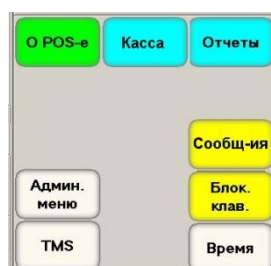 О POS-е Касса Отчеты
Сообщ-ия
Админ.
меню
Блок.
клав.
TMS Время